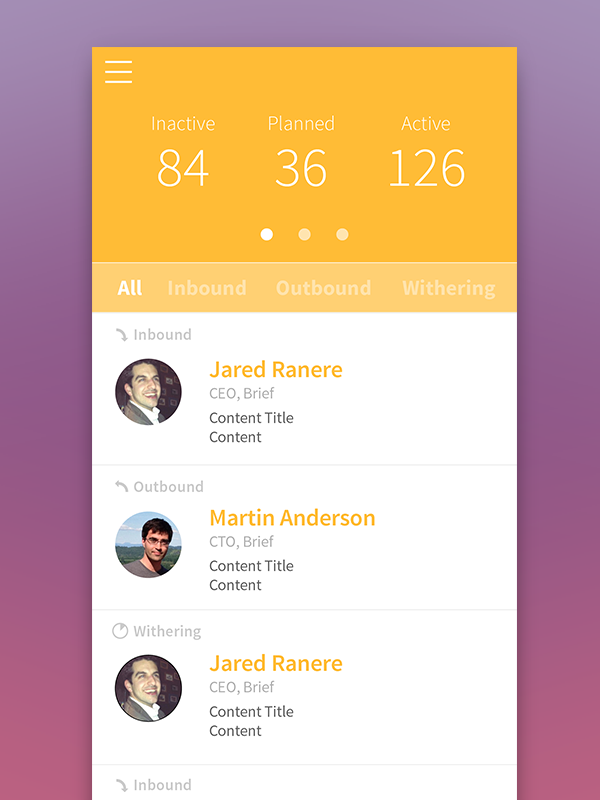 Inactive Planned Active
84 36 126
All Inbound Outbound Withering
Inbound
Jared Ranere
CEO, Brief
Content Title
Content
Outbound
Martin Anderson
CTO, Brief
Content Title
Content
Withering
Jared Ranere
CEO, Brief
Content Title
Content
Inbound